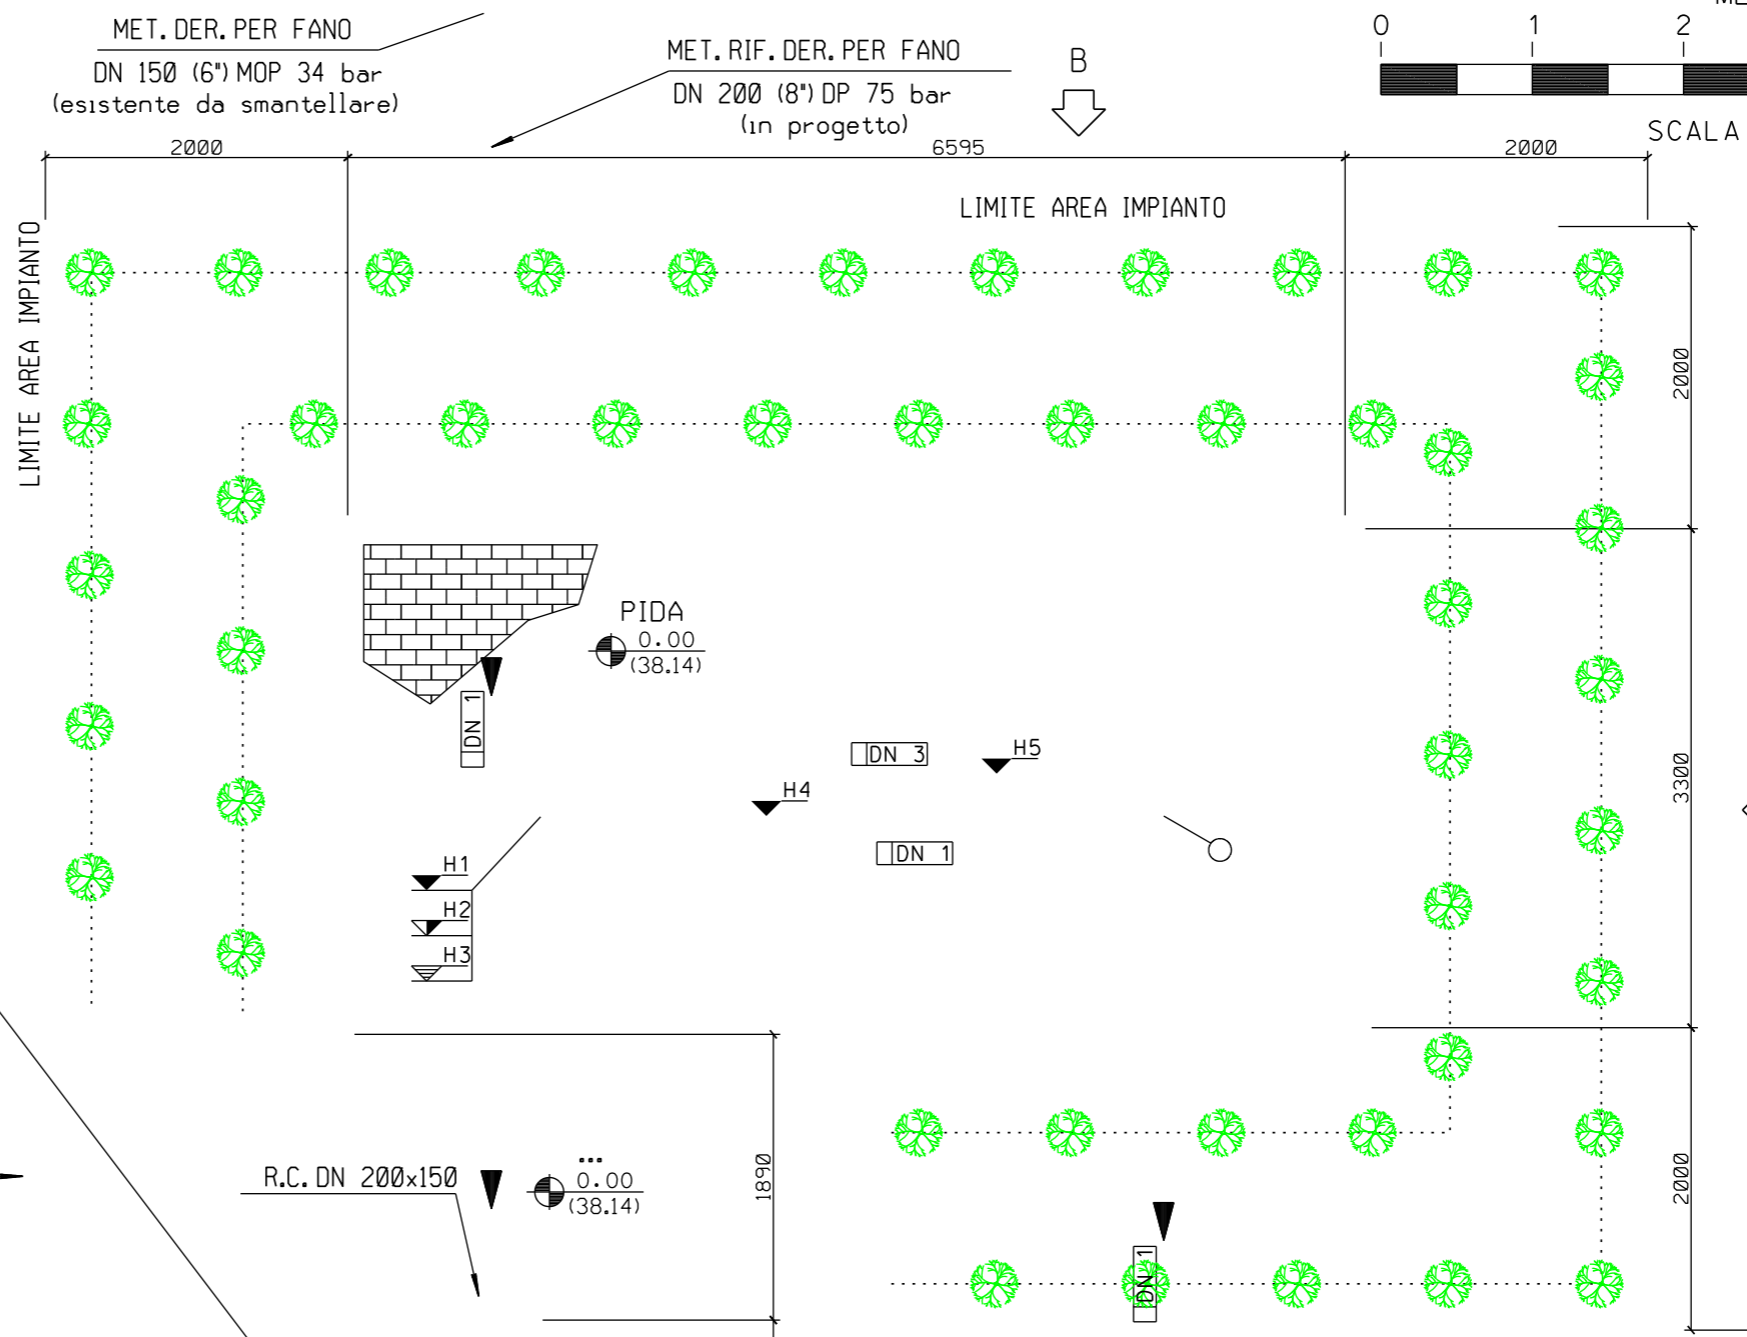 MET.DER.PER FANO
DN 150 (6") MOP 34 bar
(esistente da smantellare)
MET.RIF.DER.PER FANO
DN 200 (8") DP 75 bar
(in progetto)
B
0 1 2
SCALA
2000
6595
2000
LIMITE AREA IMPIANTO
LIMITE AREA IMPIANTO
2000
PIDA
0.00
(38.14)
DN 1
DN 3
H5
H4
3300
DN 1
H1
H2
H3
1890
R.C. DN 200x150
...
0.00
(38.14)
2000
DN 1